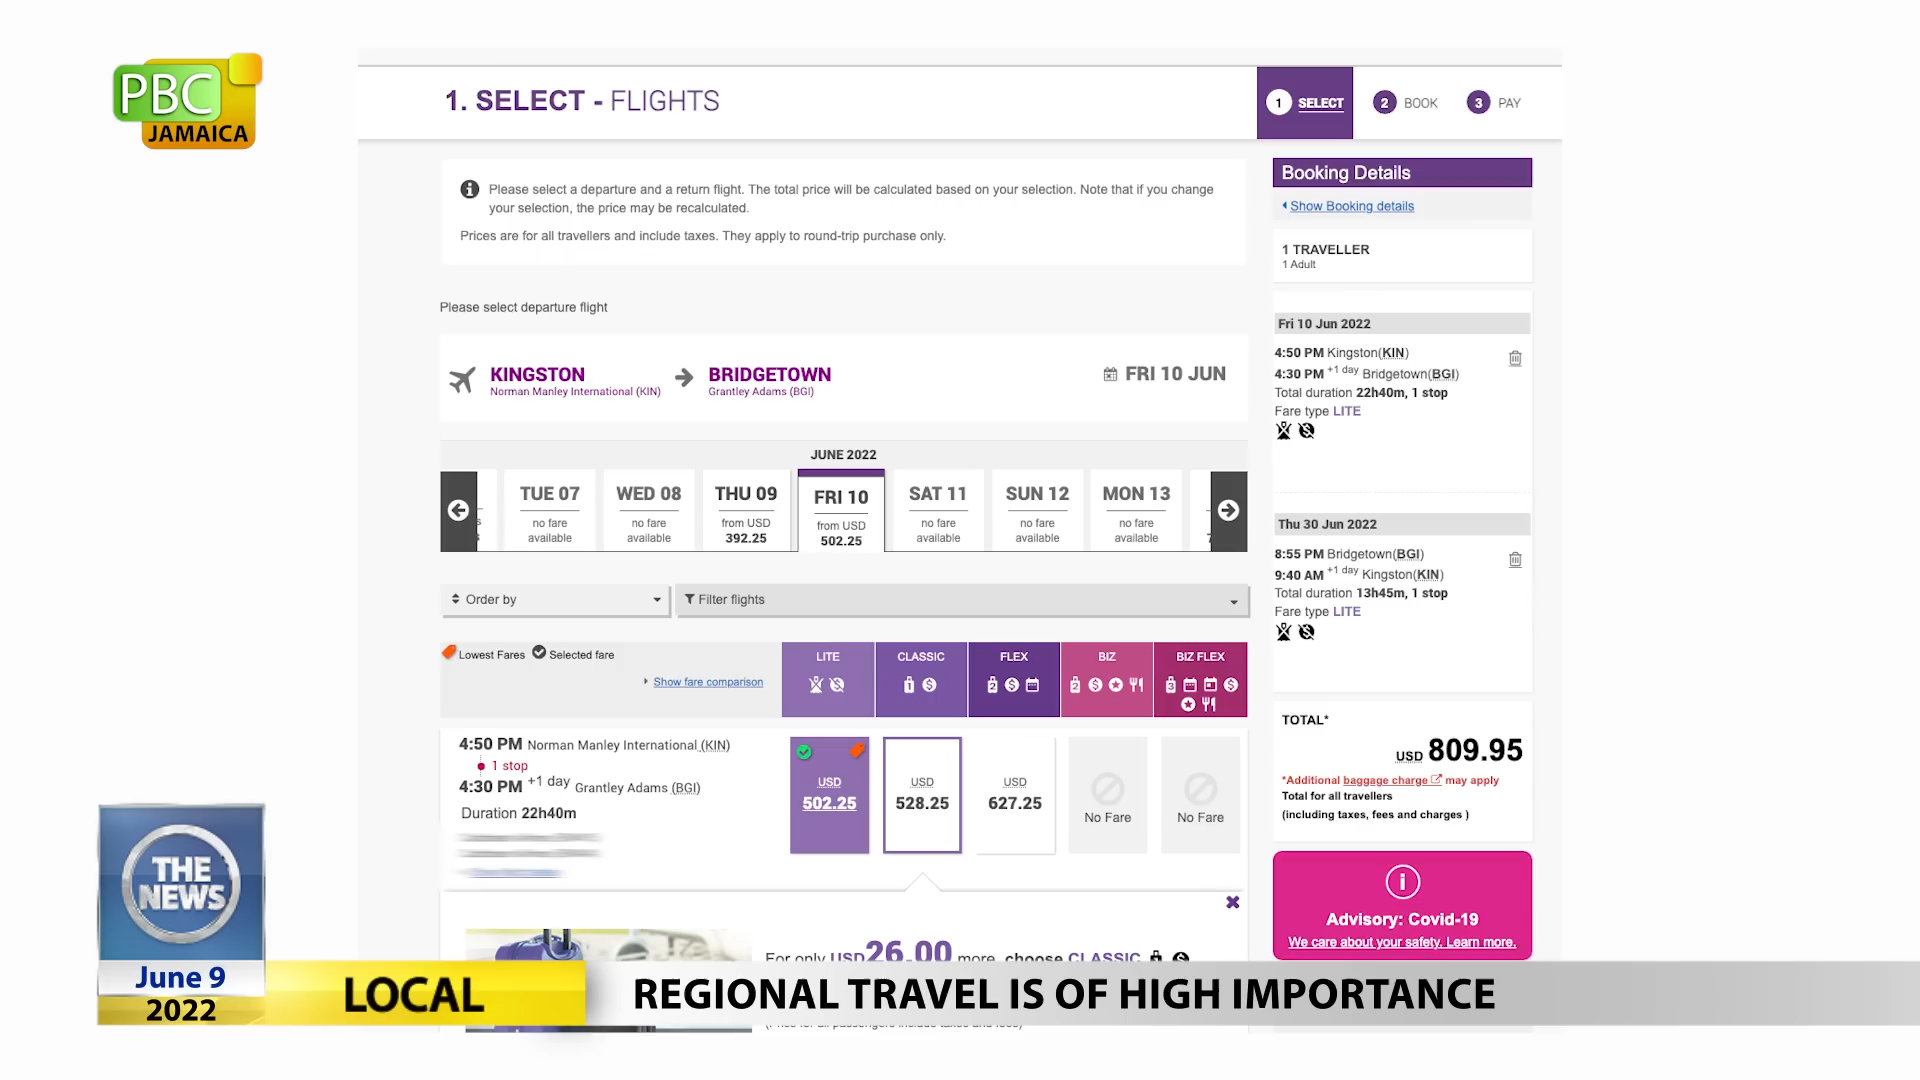 PBC
JAMAICA
1. SELECT - FLIGHTS
1 SELECT
2 BOOK
3 PAY
Please select a departure and a return flight. The total price will be calculated based on your selection. Note that if you change
your selection, the price may be recalculated.
Prices are for all travellers and include taxes. They apply to round-trip purchase only.
Please select departure flight
KINGSTON
Norman Manley International (KIN)
BRIDGETOWN
Grantley Adams (BGI)
FRI 10 JUN
JUNE 2022
TUE 07
no fare
available
WED 08
no fare
available
THU 09
from USD
392.25
FRI 10
from USD
502.25
SAT 11
no fare
available
SUN 12
no fare
available
MON 13
no fare
available
Order by
Filter flights
Lowest Fares
Selected fare
Show fare comparison
LITE
CLASSIC
FLEX
BIZ
BIZ FLEX
4:50 PM Norman Manley International (KIN)
1 stop
4:30 PM +1 day Grantley Adams (BGI)
Duration 22h40m
USD
502.25
USD
528.25
USD
627.25
No Fare
No Fare
For only USD26.00 more, choose CLASSIC
Booking Details
Show Booking details
1 TRAVELLER
1 Adult
Fri 10 Jun 2022
4:50 PM Kingston(KIN)
4:30 PM +1 day Bridgetown(BGI)
Total duration 22h40m, 1 stop
Fare type LITE
Thu 30 Jun 2022
8:55 PM Bridgetown(BGI)
9:40 AM +1 day Kingston(KIN)
Total duration 13h45m, 1 stop
Fare type LITE
TOTAL*
USD 809.95
*Additional baggage charge may apply
Total for all travellers
(including taxes, fees and charges )
Advisory: Covid-19
We care about your safety. Learn more.
THE
NEWS
June 9
2022
LOCAL
REGIONAL TRAVEL IS OF HIGH IMPORTANCE